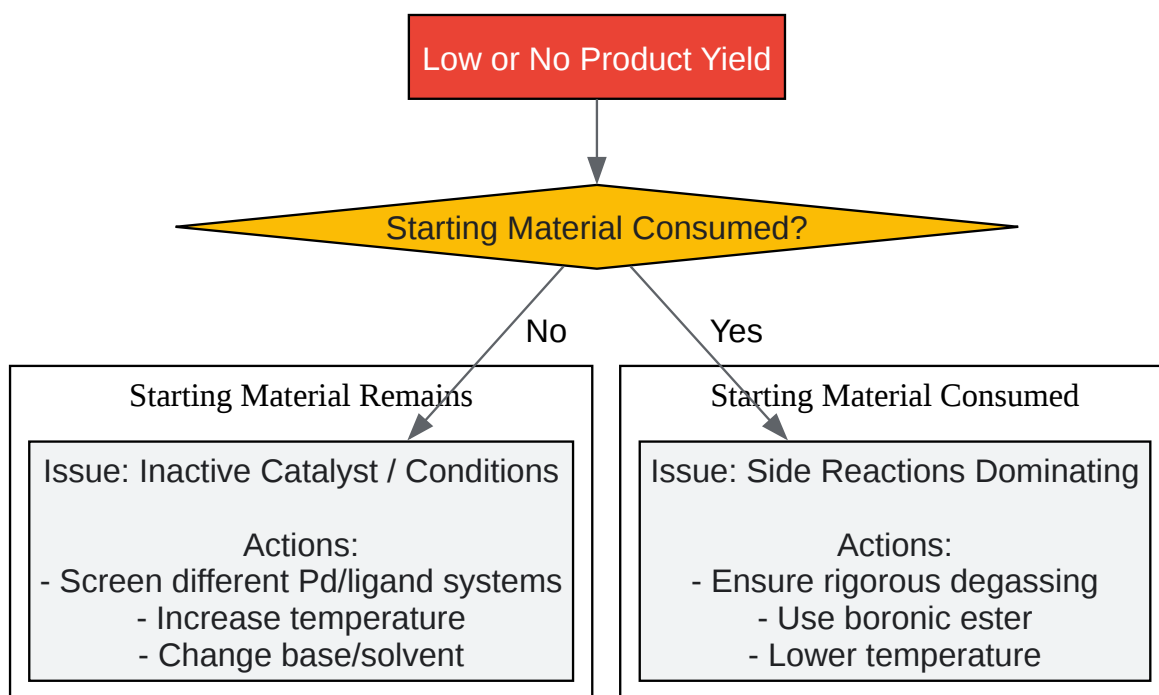 Low or No Product Yield
Starting Material Consumed?
No
Yes
Starting Material Remains
Issue: Inactive Catalyst / Conditions
Actions:
- Screen different Pd/ligand systems
- Increase temperature
- Change base/solvent
Starting Material Consumed
Issue: Side Reactions Dominating
Actions:
- Ensure rigorous degassing
- Use boronic ester
- Lower temperature